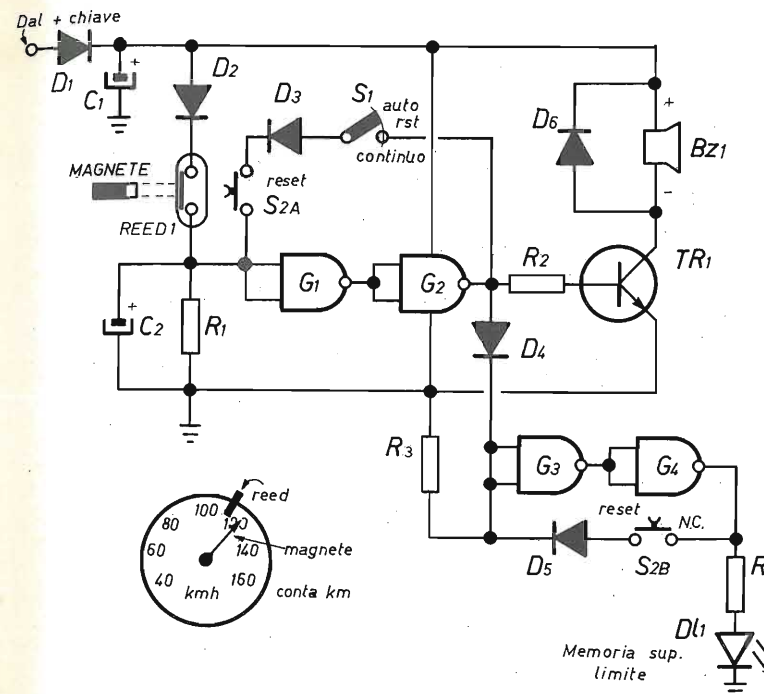 Dal + chiave
D1
C1
D2
D3
S1
auto
rst
continuo
D6
+
Bz1
-
MAGNETE
REED1
reset
S2A
+
+
C2
R1
G1
G2
R2
TR1
D4
R3
G3
G4
reset
N.C.
D5
S2B
R
Dl1
Memoria sup.
limite
reed
40
60
80
100
120
140
160
kmh
magnete
conta km